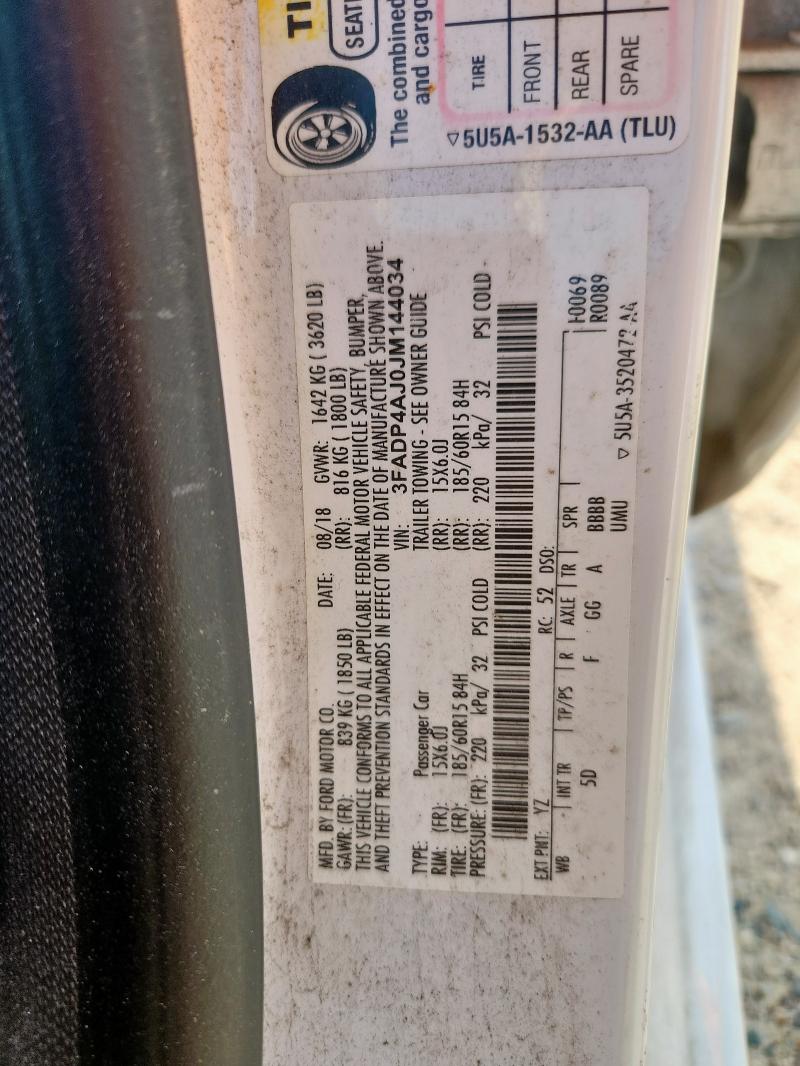 TI
SEATI
The combined
and cargo
TIRE
FRONT
REAR
SPARE
▽5U5A-1532-AA (TLU)
MFD. BY FORD MOTOR CO. DATE: 08/18 GVWR: 1642 KG ( 3620 LB)
GAWR: (FR): 839 KG ( 1850 LB) (RR): 816 KG ( 1800 LB)
THIS VEHICLE CONFORMS TO ALL APPLICABLE FEDERAL MOTOR VEHICLE SAFETY, BUMPER,
AND THEFT PREVENTION STANDARDS IN EFFECT ON THE DATE OF MANUFACTURE SHOWN ABOVE.
VIN: 3FADP4AJ0JM144034
TYPE: Passenger Car TRAILER TOWING - SEE OWNER GUIDE
RIM: (FR): 15X6.0J (RR): 15X6.0J
TIRE: (FR): 185/60R15 84H (RR): 185/60R15 84H
PRESSURE: (FR): 220 kPa/ 32 PSI COLD (RR): 220 kPa/ 32 PSI COLD
EXT PNT: YZ RC: 52 DSO:
WB INT TR TP/PS R AXLE TR SPR F0069
R0089
5D F GG A BBBB
UMU ▽ 5U5A-3520472 AA